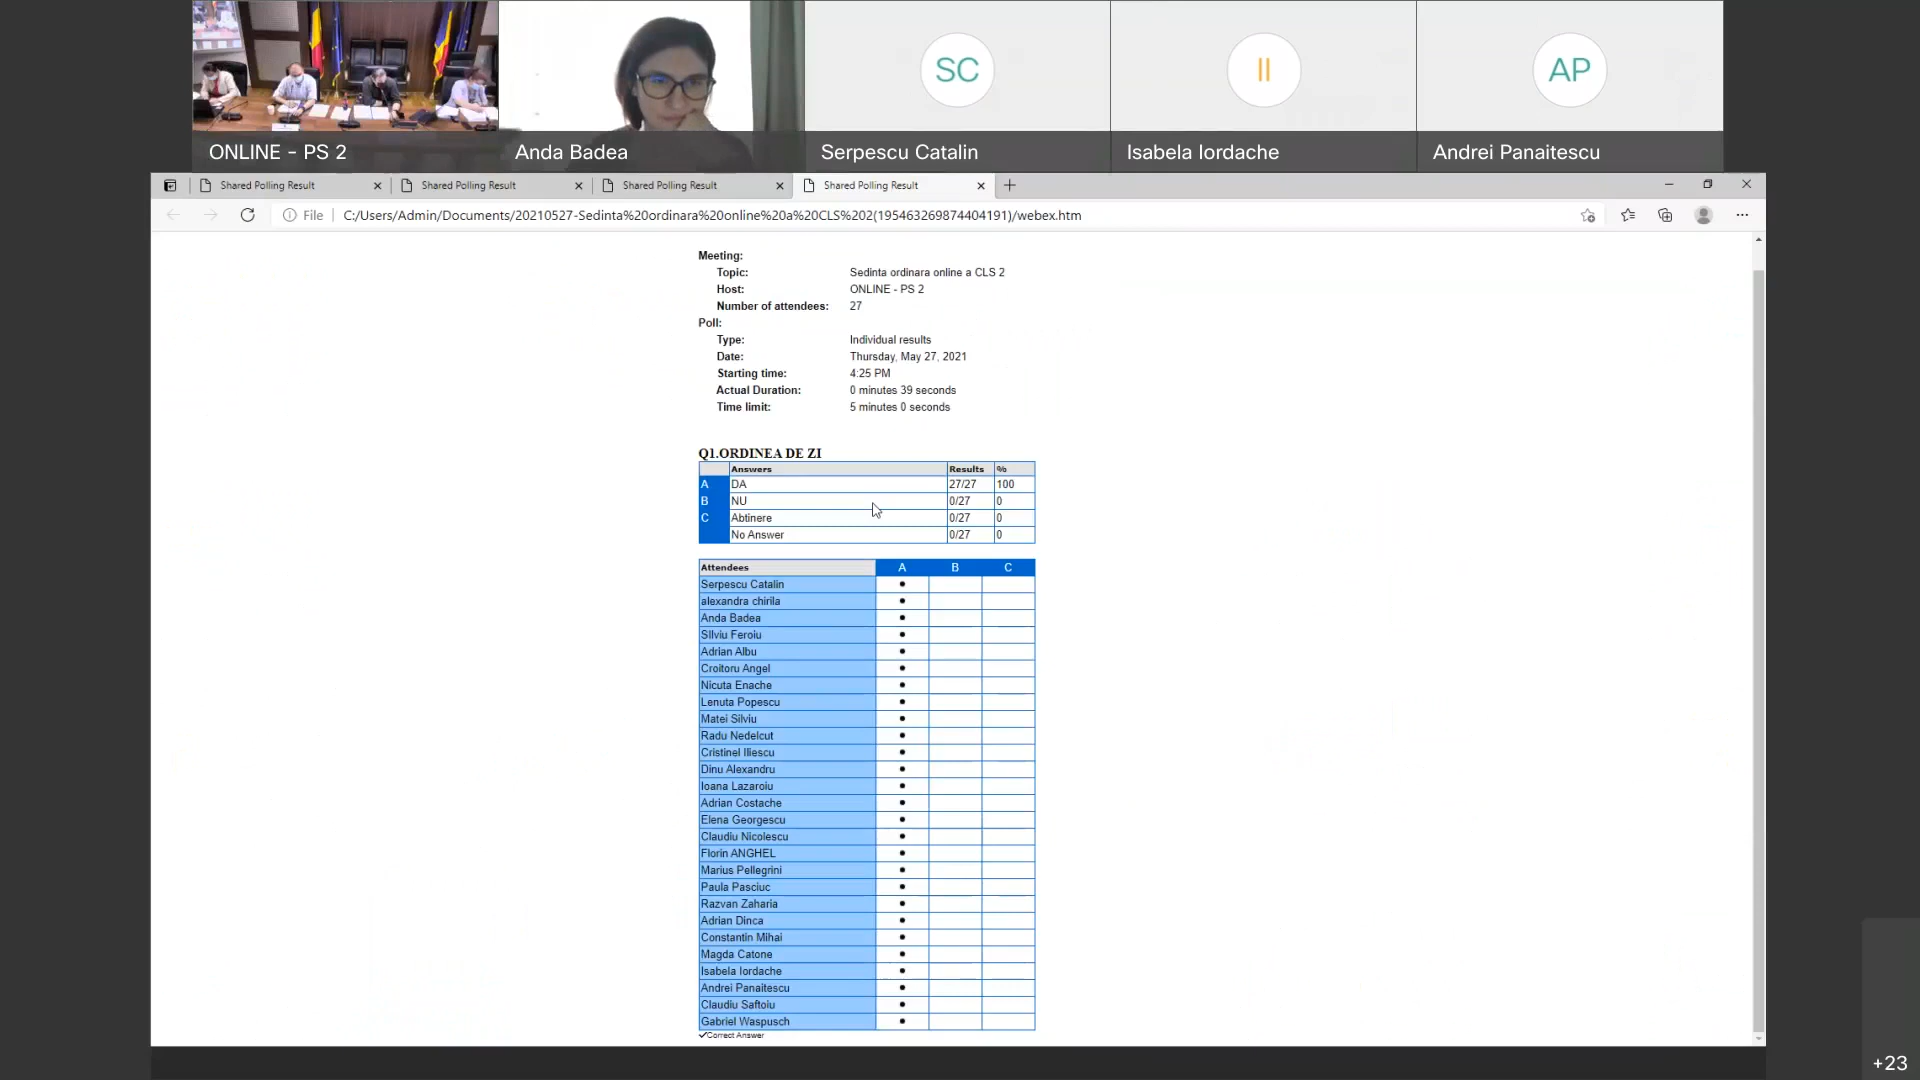 SC
II
AP
ONLINE - PS 2
Anda Badea
Serpescu Catalin
Isabela Iordache
Andrei Panaitescu
Shared Polling Result
Shared Polling Result
Shared Polling Result
Shared Polling Result
File
C:/Users/Admin/Documents/20210527-Sedinta%20ordinara%20online%20a%20CLS%202(195463269874404191)/webex.htm
Meeting:
Topic: Sedinta ordinara online a CLS 2
Host: ONLINE - PS 2
Number of attendees: 27
Poll:
Type: Individual results
Date: Thursday, May 27, 2021
Starting time: 4:25 PM
Actual Duration: 0 minutes 39 seconds
Time limit: 5 minutes 0 seconds
Q1.ORDINEA DE ZI
Answers Results %
A DA 27/27 100
B NU 0/27 0
C Abtinere 0/27 0
No Answer 0/27 0
Attendees A B C
Serpescu Catalin
alexandra chirila
Anda Badea
SIlviu Feroiu
Adrian Albu
Croitoru Angel
Nicuta Enache
Lenuta Popescu
Matei Silviu
Radu Nedelcut
Cristinel Iliescu
Dinu Alexandru
Ioana Lazaroiu
Adrian Costache
Elena Georgescu
Claudiu Nicolescu
Florin ANGHEL
Marius Pellegrini
Paula Pasciuc
Razvan Zaharia
Adrian Dinca
Constantin Mihai
Magda Catone
Isabela Iordache
Andrei Panaitescu
Claudiu Saftoiu
Gabriel Waspusch
Correct Answer
+23